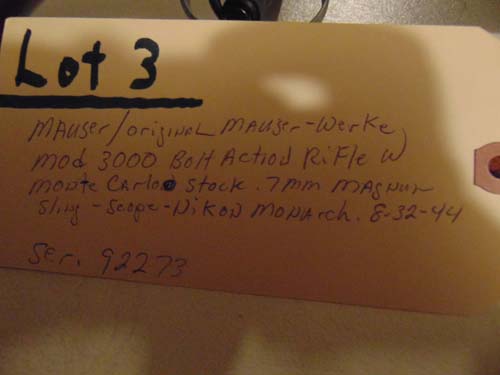 Lot 3
Mauser/original Mauser-Werke
Mod 3000 Bolt Action Rifle W
Monte Carlo Stock. 7mm Magnum
Sling-Scope-Nikon Monarch. 8-32-44
Ser. 92273